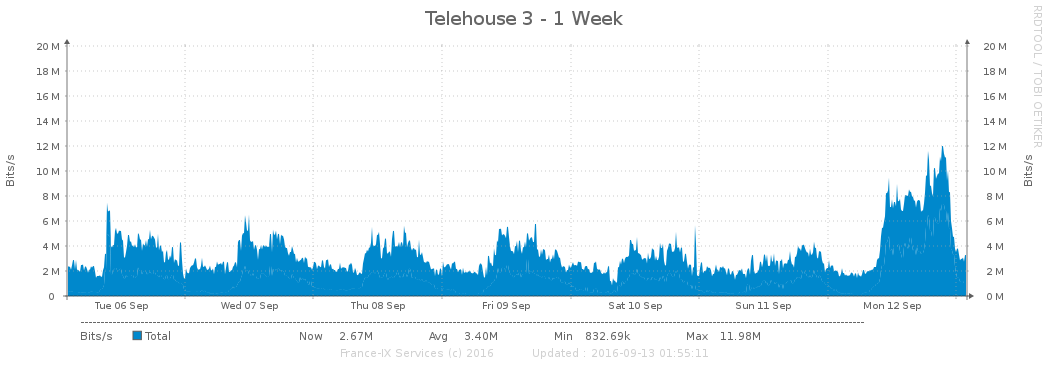 Telehouse 3 - 1 Week
RRDTOOL / TOBI OETIKER
Bits/s
Bits/s
20 M 20 M
18 M 18 M
16 M 16 M
14 M 14 M
12 M 12 M
10 M 10 M
8 M 8 M
6 M 6 M
4 M 4 M
2 M 2 M
0 0 M
Tue 06 Sep Wed 07 Sep Thu 08 Sep Fri 09 Sep Sat 10 Sep Sun 11 Sep Mon 12 Sep
Bits/s Total Now 2.67M Avg 3.40M Min 832.69k Max 11.98M
France-IX Services (c) 2016 Updated : 2016-09-13 01:55:11